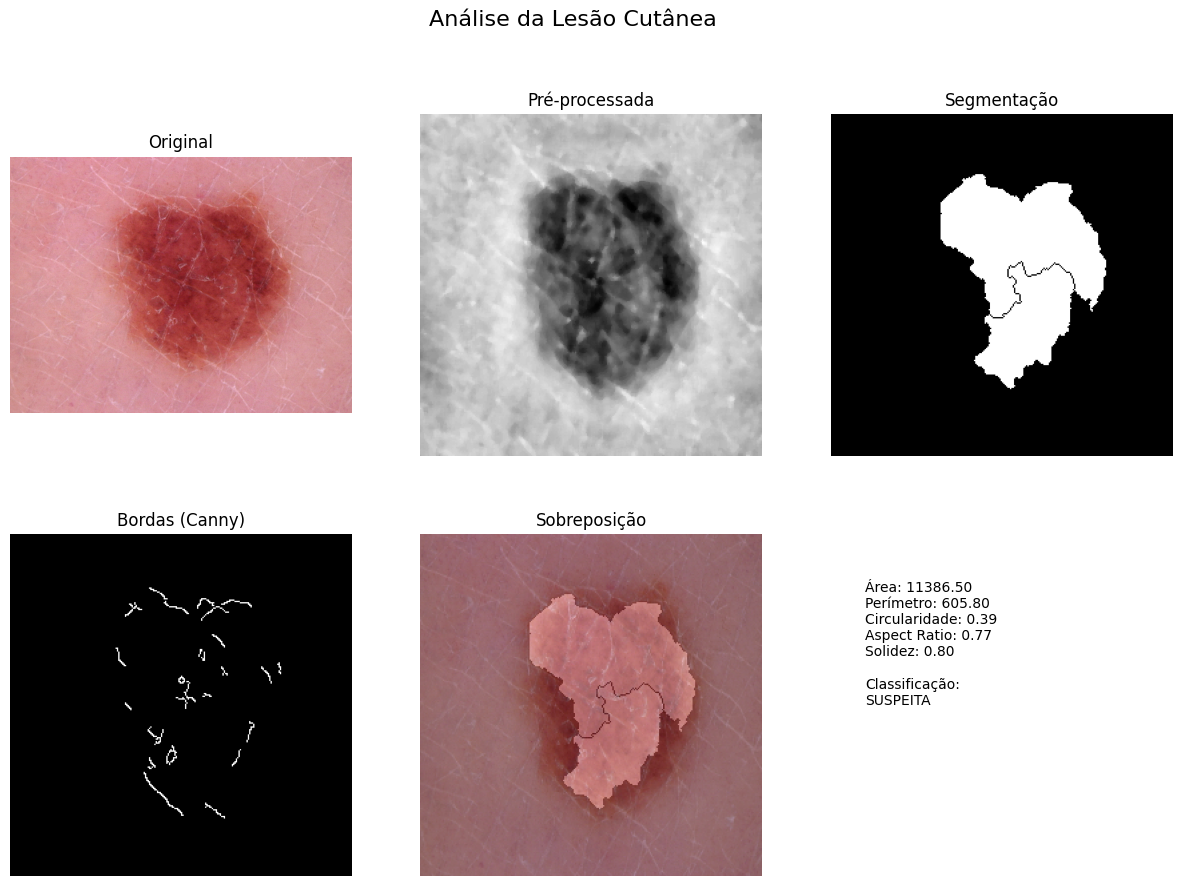 Análise da Lesão Cutânea
Original
Pré-processada
Segmentação
Bordas (Canny)
Sobreposição
Área: 11386.50
Perímetro: 605.80
Circularidade: 0.39
Aspect Ratio: 0.77
Solidez: 0.80
Classificação:
SUSPEITA